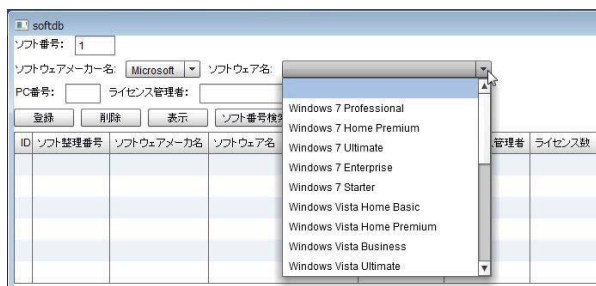 softdb
ソフト番号: 1
ソフトウェアメーカー名: Microsoft ソフトウェア名:
PC番号: ライセンス管理者:
登録 削除 表示 ソフト番号検
ID ソフト整理番号 ソフトウェアメーカ名 ソフトウェア名 管理者 ライセンス数
Windows 7 Professional
Windows 7 Home Premium
Windows 7 Ultimate
Windows 7 Enterprise
Windows 7 Starter
Windows Vista Home Basic
Windows Vista Home Premium
Windows Vista Business
Windows Vista Ultimate